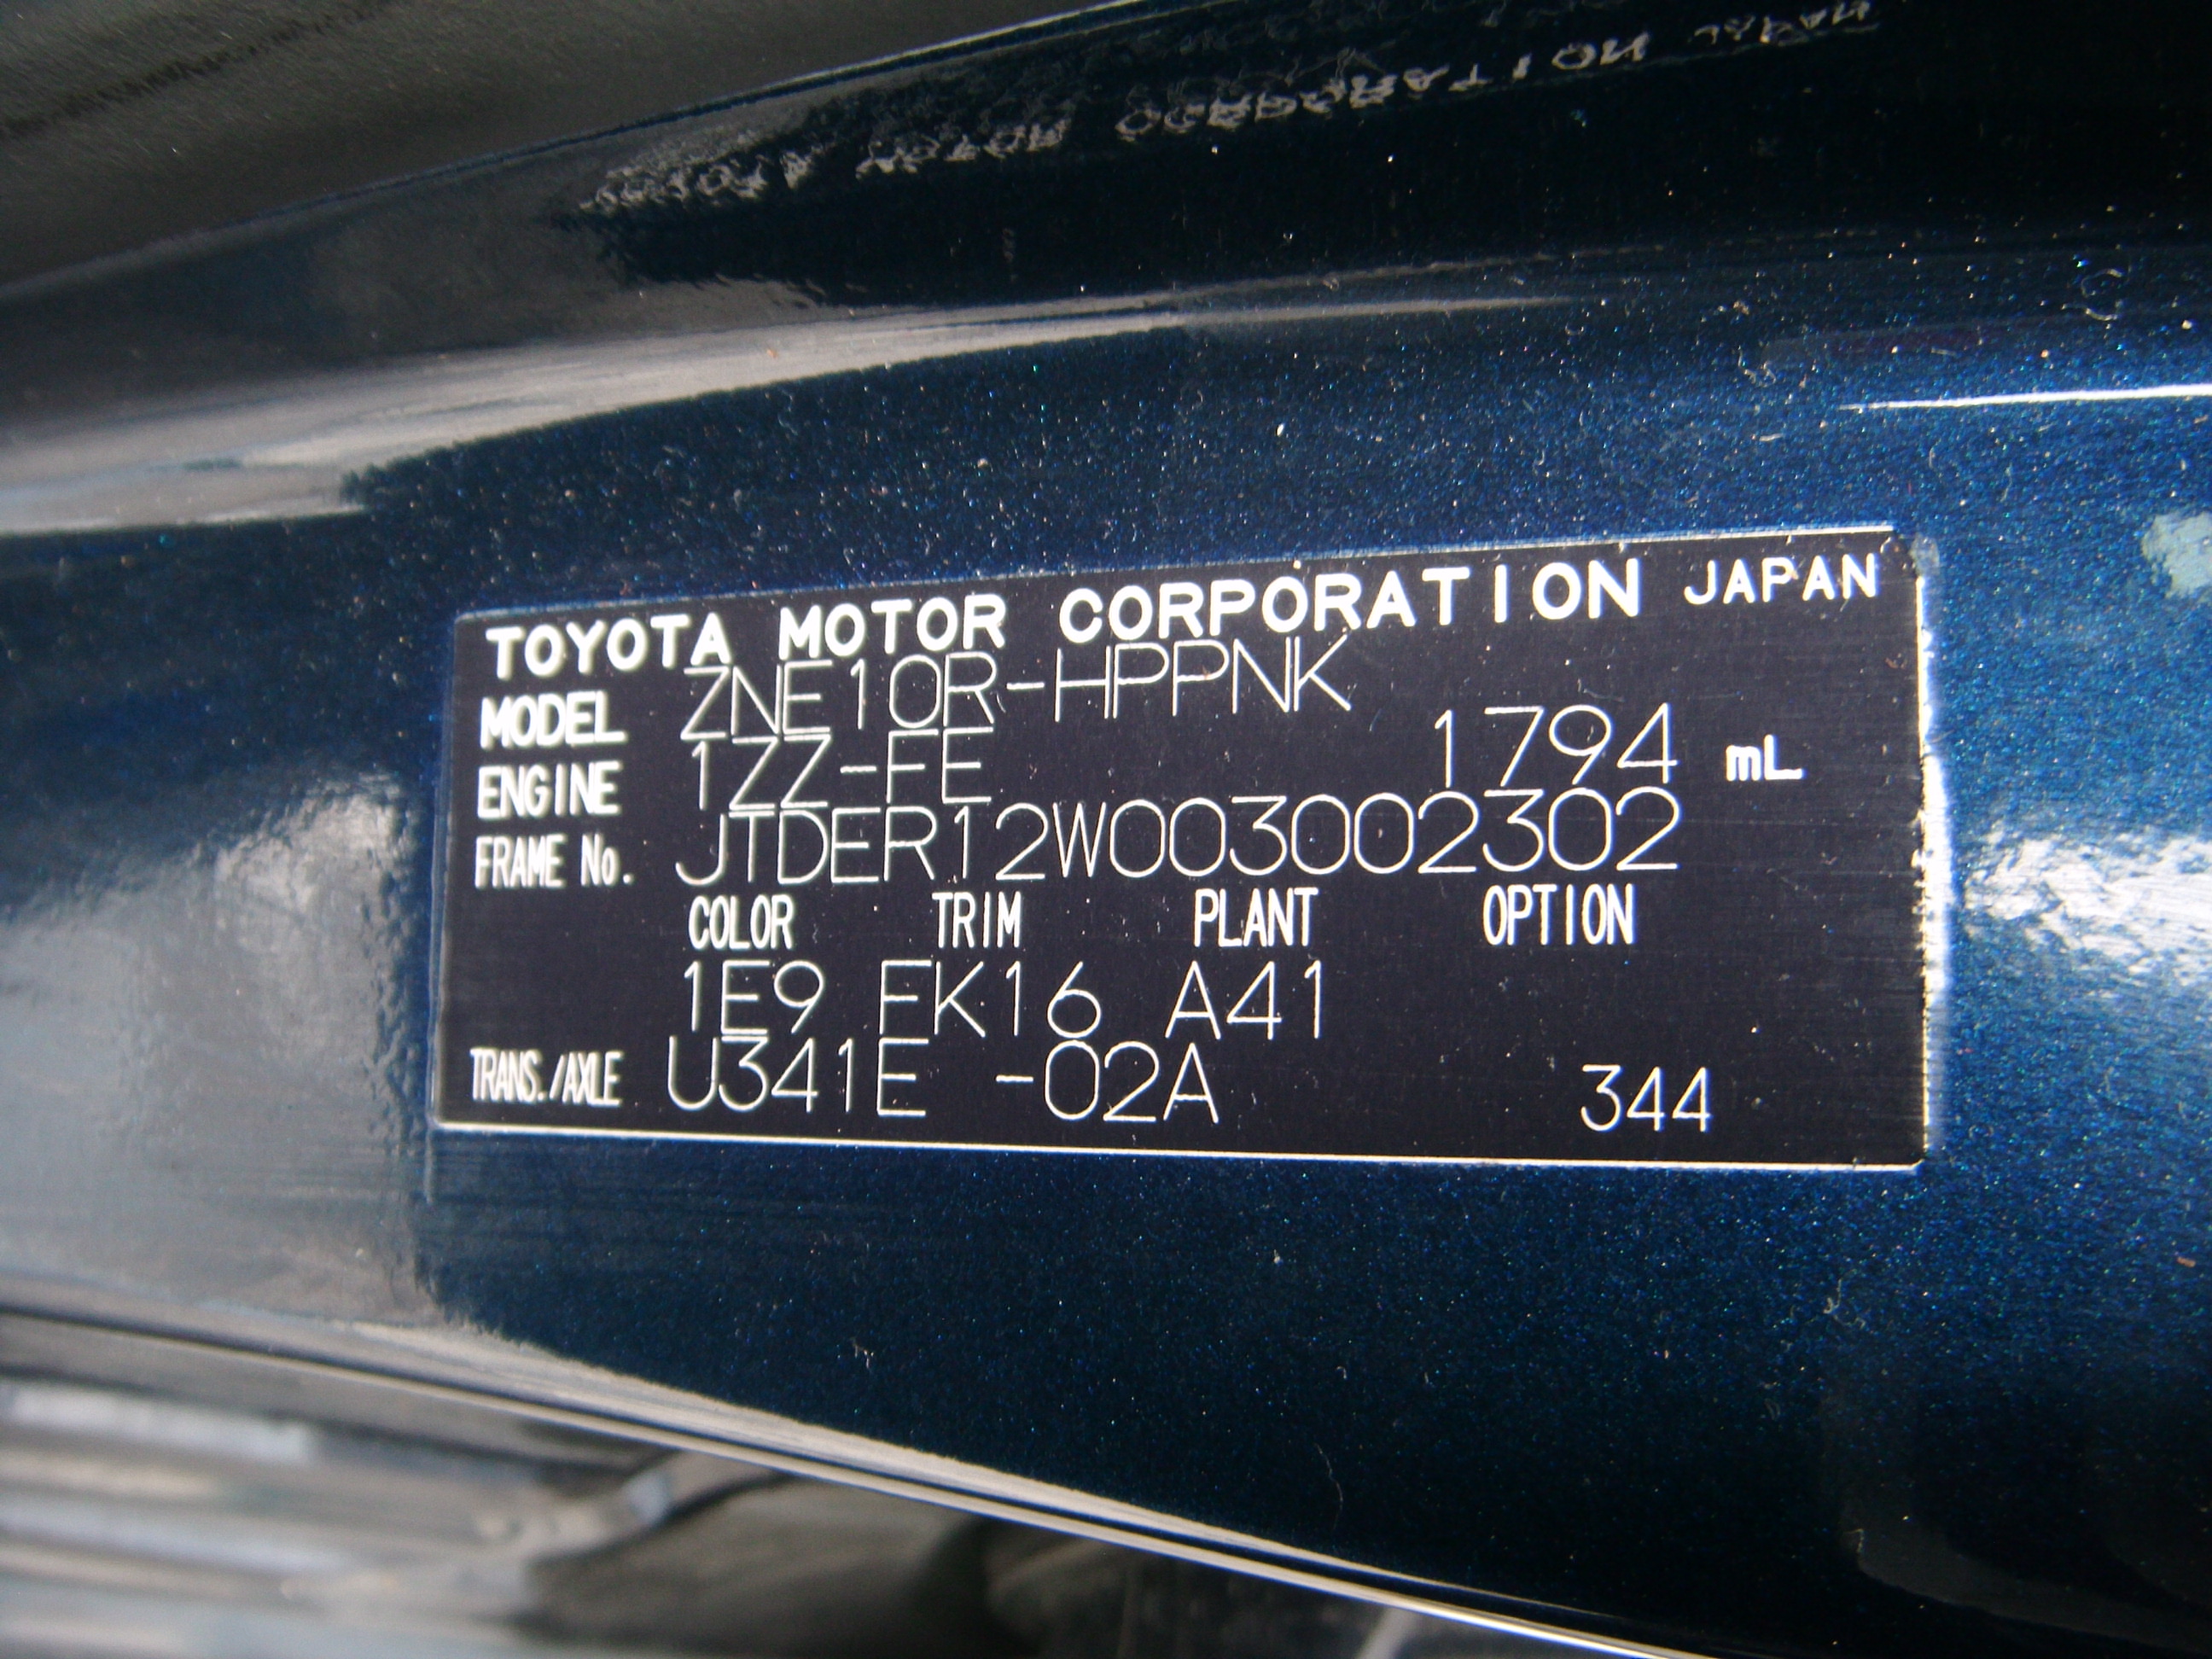 TOYOTA MOTOR CORPORATION JAPAN
MODEL ZNE10R-HPPNK
ENGINE 1ZZ-FE 1794 mL
FRAME No. JTDER12W003002302
COLOR TRIM PLANT OPTION
1E9 FK16 A41
TRANS./AXLE U341E -02A 344